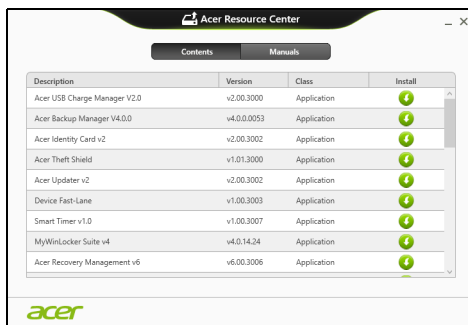 Acer Resource Center
Contents Manuals
Description Version Class Install
Acer USB Charge Manager V2.0 v2.00.3000 Application
Acer Backup Manager V4.0.0 v4.0.0.0053 Application
Acer Identity Card v2 v2.00.3002 Application
Acer Theft Shield v1.01.3000 Application
Acer Updater v2 v2.00.3002 Application
Device Fast-Lane v1.00.3003 Application
Smart Timer v1.0 v1.00.3007 Application
MyWinLocker Suite v4 v4.0.14.24 Application
Acer Recovery Management v6 v6.00.3006 Application
acer